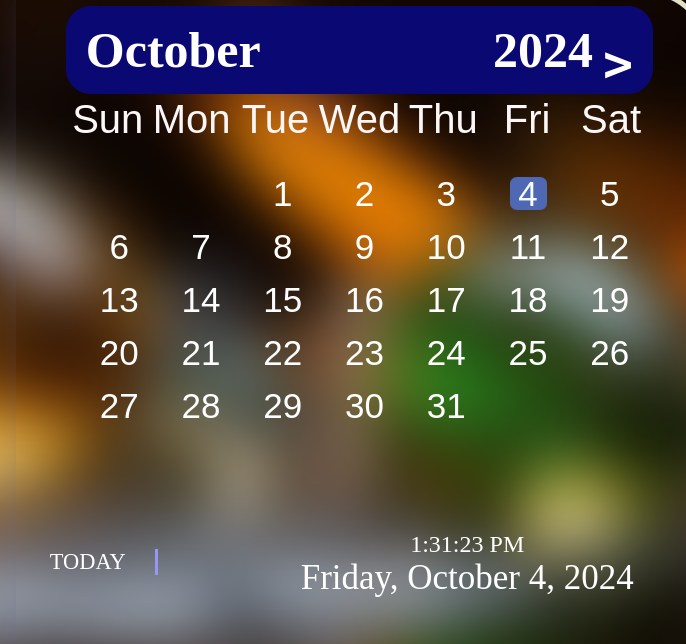 October 2024 >
Sun Mon Tue Wed Thu Fri Sat
1 2 3 4 5
6 7 8 9 10 11 12
13 14 15 16 17 18 19
20 21 22 23 24 25 26
27 28 29 30 31
1:31:23 PM
TODAY
Friday, October 4, 2024